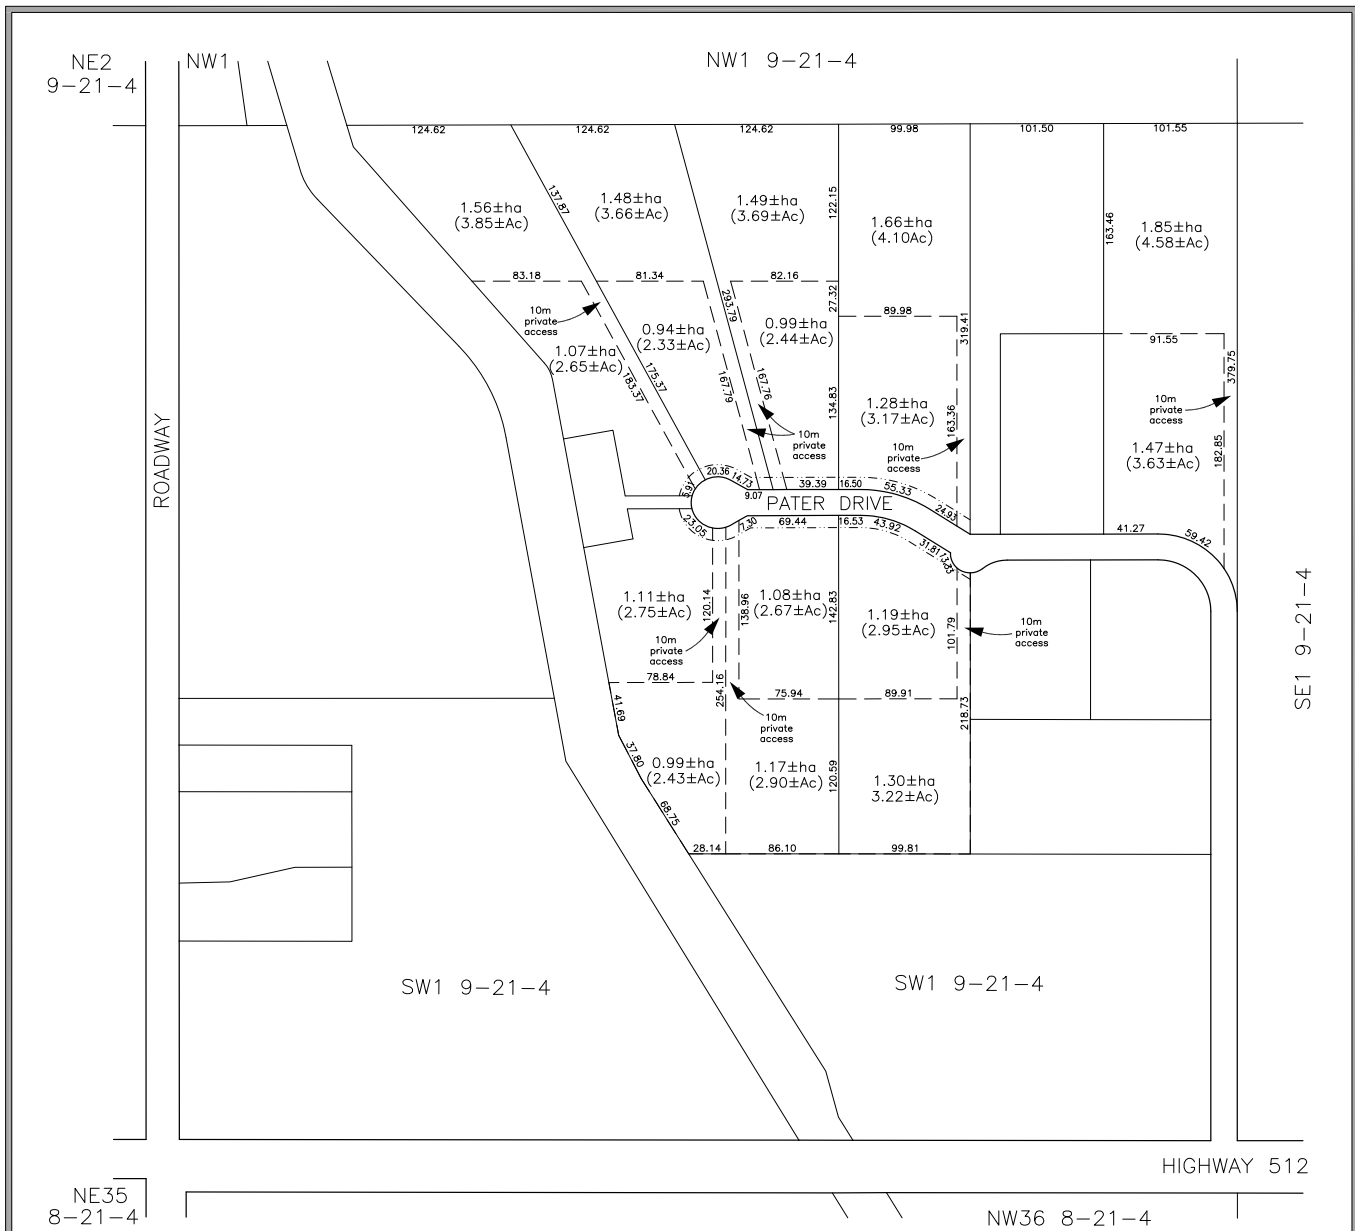 NE2
9-21-4
NW1
NW1 9-21-4
124.62
124.62
124.62
99.98
101.50
101.55
137.87
1.56±ha
(3.85±Ac)
1.48±ha
(3.66±Ac)
1.49±ha
(3.69±Ac)
122.15
1.66±ha
(4.10Ac)
163.46
1.85±ha
(4.58±Ac)
83.18
81.34
82.16
293.79
27.32
89.98
319.41
10m
private
access
0.94±ha
(2.33±Ac)
0.99±ha
(2.44±Ac)
91.55
379.75
1.07±ha
(2.65±Ac)
183.37
175.37
167.79
167.76
134.83
1.28±ha
(3.17±Ac)
163.36
10m
private
access
10m
private
access
10m
private
access
1.47±ha
(3.63±Ac)
182.85
ROADWAY
5.91
20.36
14.73
9.07
39.39
16.50
55.33
24.93
PATER DRIVE
23.05
7.30
69.44
16.53
43.92
31.81
13.33
41.27
59.42
1.11±ha
(2.75±Ac)
120.14
138.96
1.08±ha
(2.67±Ac)
142.83
1.19±ha
(2.95±Ac)
101.79
10m
private
access
10m
private
access
SE1 9-21-4
78.84
254.16
75.94
89.91
218.73
41.69
10m
private
access
37.80
0.99±ha
(2.43±Ac)
1.17±ha
(2.90±Ac)
120.59
1.30±ha
3.22±Ac)
68.75
28.14
86.10
99.81
SW1 9-21-4
SW1 9-21-4
HIGHWAY 512
NE35
8-21-4
NW36 8-21-4